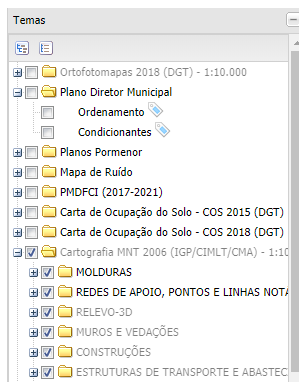 Temas
Ortofotomapas 2018 (DGT) - 1:10.000
Plano Diretor Municipal
Ordenamento
Condicionantes
Planos Pormenor
Mapa de Ruído
PMDFCI (2017-2021)
Carta de Ocupação do Solo - COS 2015 (DGT)
Carta de Ocupação do Solo - COS 2018 (DGT)
Cartografia MNT 2006 (IGP/CIMLT/CMA) - 1:10
MOLDURAS
REDES DE APOIO, PONTOS E LINHAS NOTA
RELEVO-3D
MUROS E VEDAÇÕES
CONSTRUÇÕES
ESTRUTURAS DE TRANSPORTE E ABASTEC